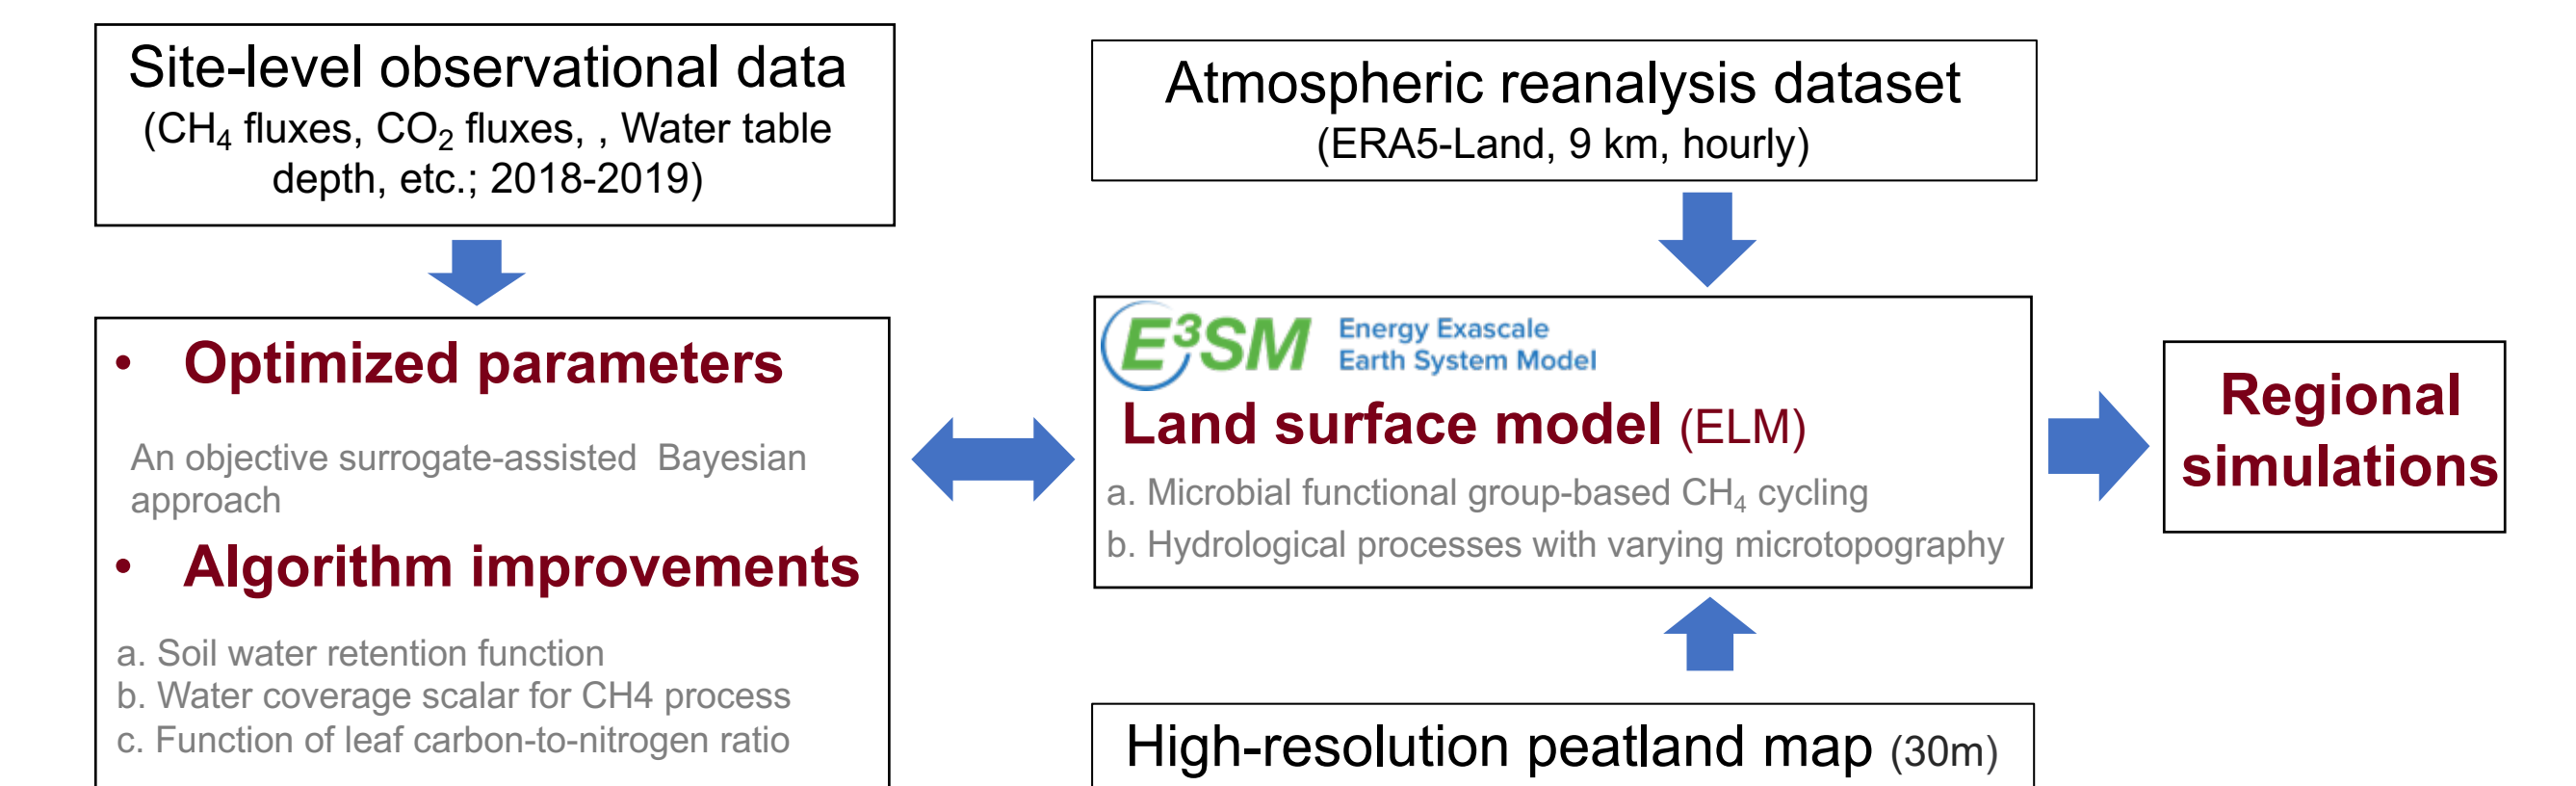 Site-level observational data
(CH₄ fluxes, CO₂ fluxes, , Water table
depth, etc.; 2018-2019)
• Optimized parameters
An objective surrogate-assisted Bayesian
approach
• Algorithm improvements
a. Soil water retention function
b. Water coverage scalar for CH4 process
c. Function of leaf carbon-to-nitrogen ratio
Atmospheric reanalysis dataset
(ERA5-Land, 9 km, hourly)
E³SM Energy Exascale
Earth System Model
Land surface model (ELM)
a. Microbial functional group-based CH₄ cycling
b. Hydrological processes with varying microtopography
High-resolution peatland map (30m)
Regional
simulations